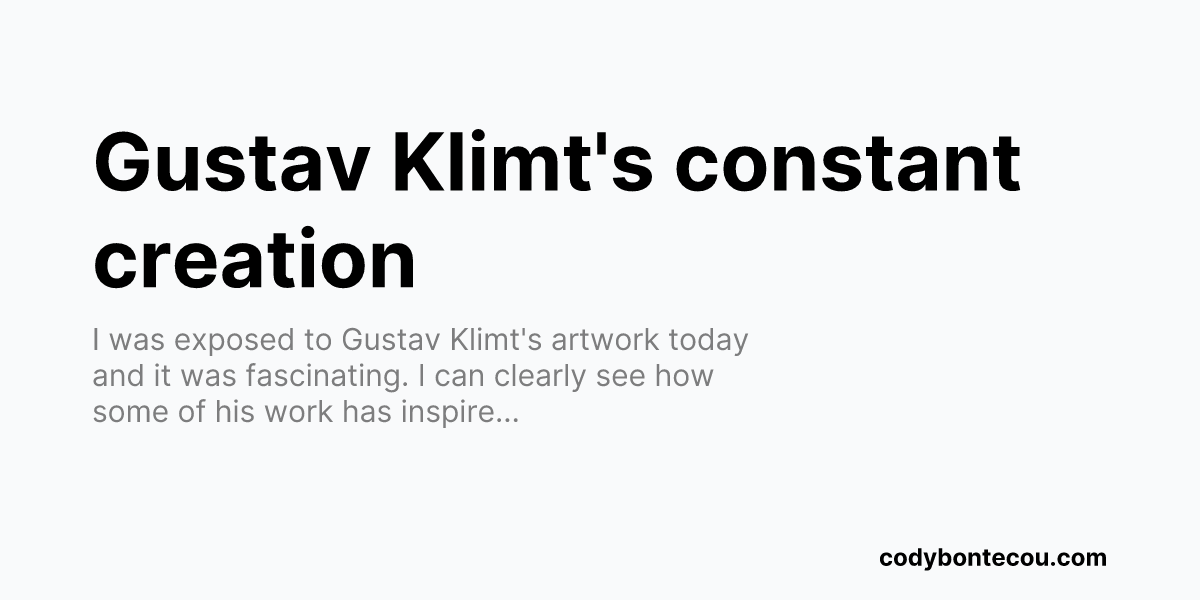 Gustav Klimt's constant
creation
I was exposed to Gustav Klimt's artwork today
and it was fascinating. I can clearly see how
some of his work has inspire...
codybontecou.com